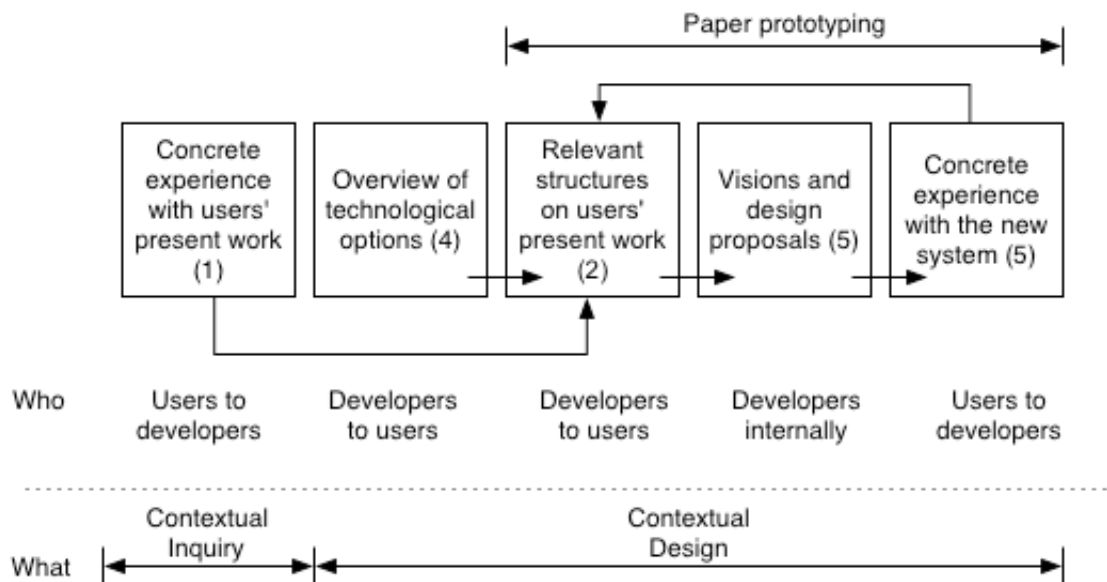 Paper prototyping
Concrete
experience
with users'
present work
(1)
Overview of
technological
options (4)
Relevant
structures
on users'
present work
(2)
Visions and
design
proposals (5)
Concrete
experience
with the new
system (5)
Who
Users to
developers
Developers
to users
Developers
to users
Developers
internally
Users to
developers
Contextual
Inquiry
Contextual
Design
What